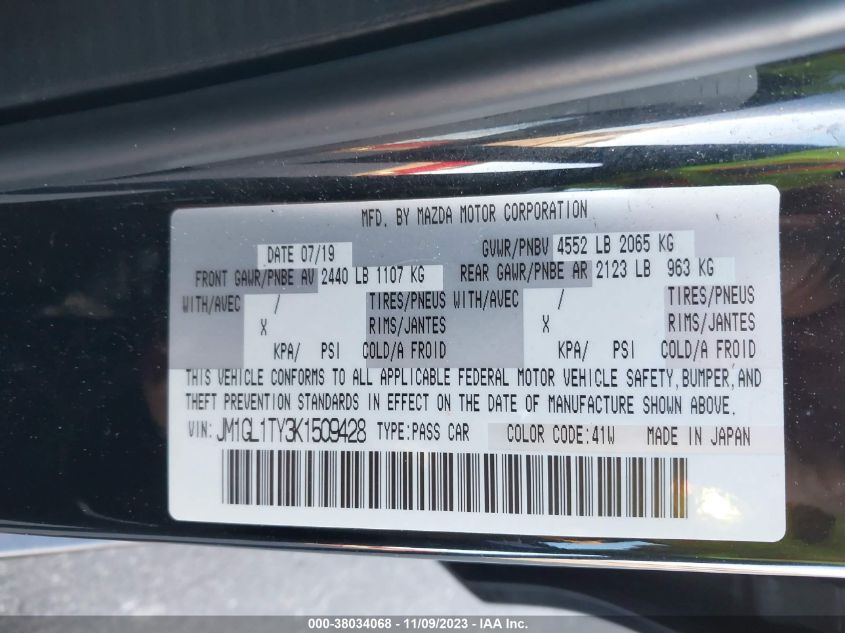 MFD. BY MAZDA MOTOR CORPORATION
DATE 07/19 GVWR/PNBV 4552 LB 2065 KG
FRONT GAWR/PNBE AV 2440 LB 1107 KG REAR GAWR/PNBE AR 2123 LB 963 KG
WITH/AVEC / TIRES/PNEUS WITH/AVEC / TIRES/PNEUS
X RIMS/JANTES X RIMS/JANTES
KPA/ PSI COLD/A FROID KPA/ PSI COLD/A FROID
THIS VEHICLE CONFORMS TO ALL APPLICABLE FEDERAL MOTOR VEHICLE SAFETY, BUMPER, AND
THEFT PREVENTION STANDARDS IN EFFECT ON THE DATE OF MANUFACTURE SHOWN ABOVE.
VIN: JM1GL1TY3K1509428 TYPE:PASS CAR COLOR CODE:41W MADE IN JAPAN
000-38034068 - 11/09/2023 - IAA Inc.